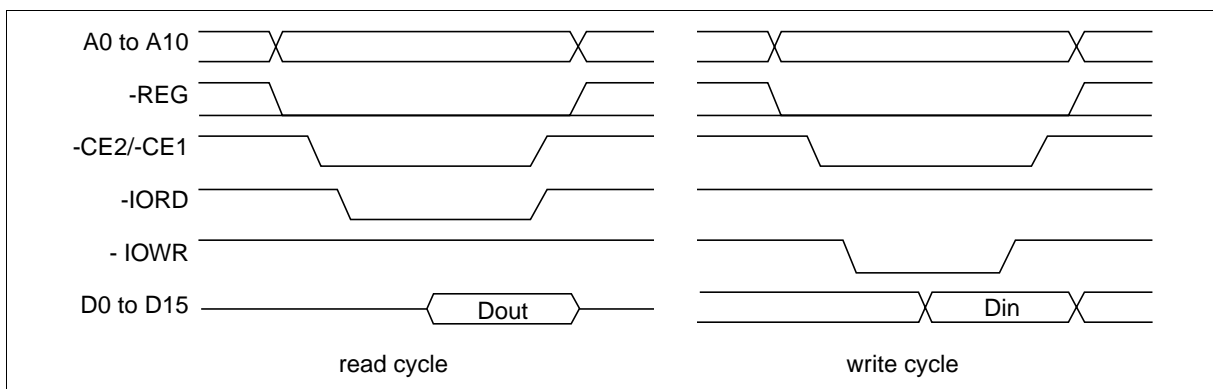 A0 to A10
-REG
-CE2/-CE1
-IORD
- IOWR
D0 to D15
Dout
Din
read cycle
write cycle